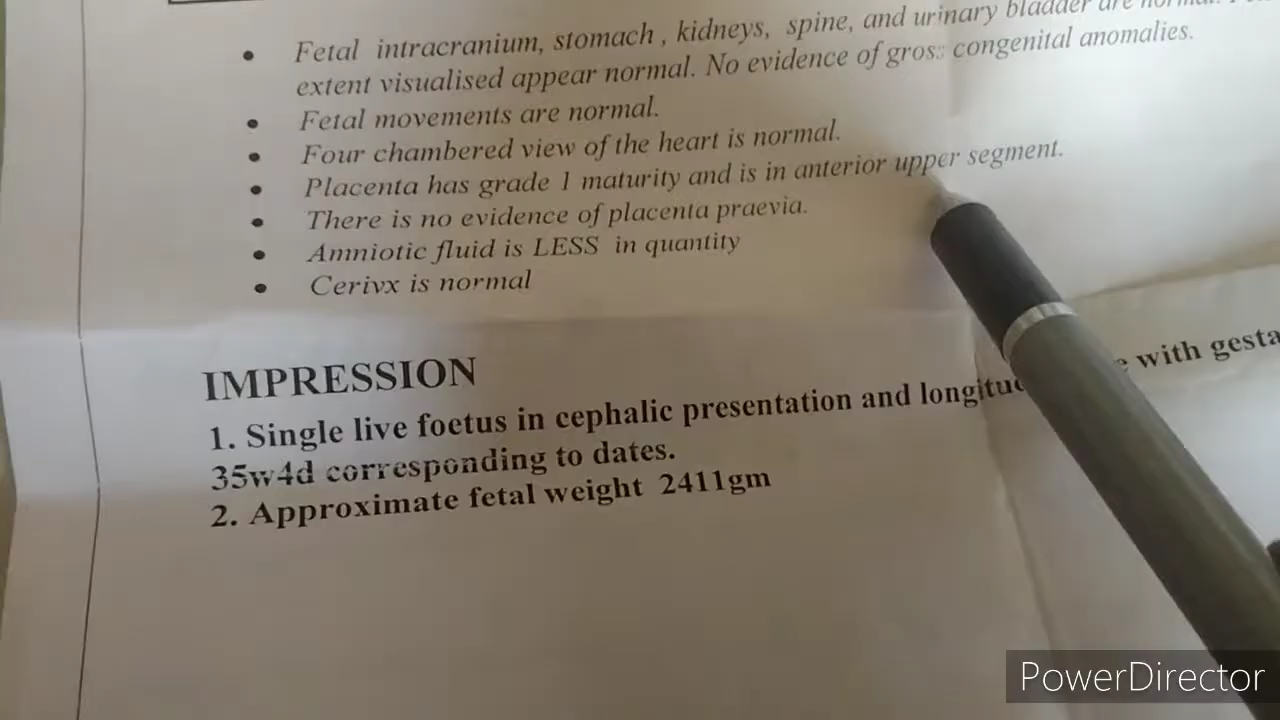 • Fetal intracranium, stomach , kidneys, spine, and urinary bladder are normal.
extent visualised appear normal. No evidence of gross congenital anomalies.
• Fetal movements are normal.
• Four chambered view of the heart is normal.
• Placenta has grade 1 maturity and is in anterior upper segment.
• There is no evidence of placenta praevia.
• Amniotic fluid is LESS in quantity
• Cerivx is normal
IMPRESSION
1. Single live foetus in cephalic presentation and with
35w4d corresponding to dates.
2. Approximate fetal weight 2411gm
PowerDirector